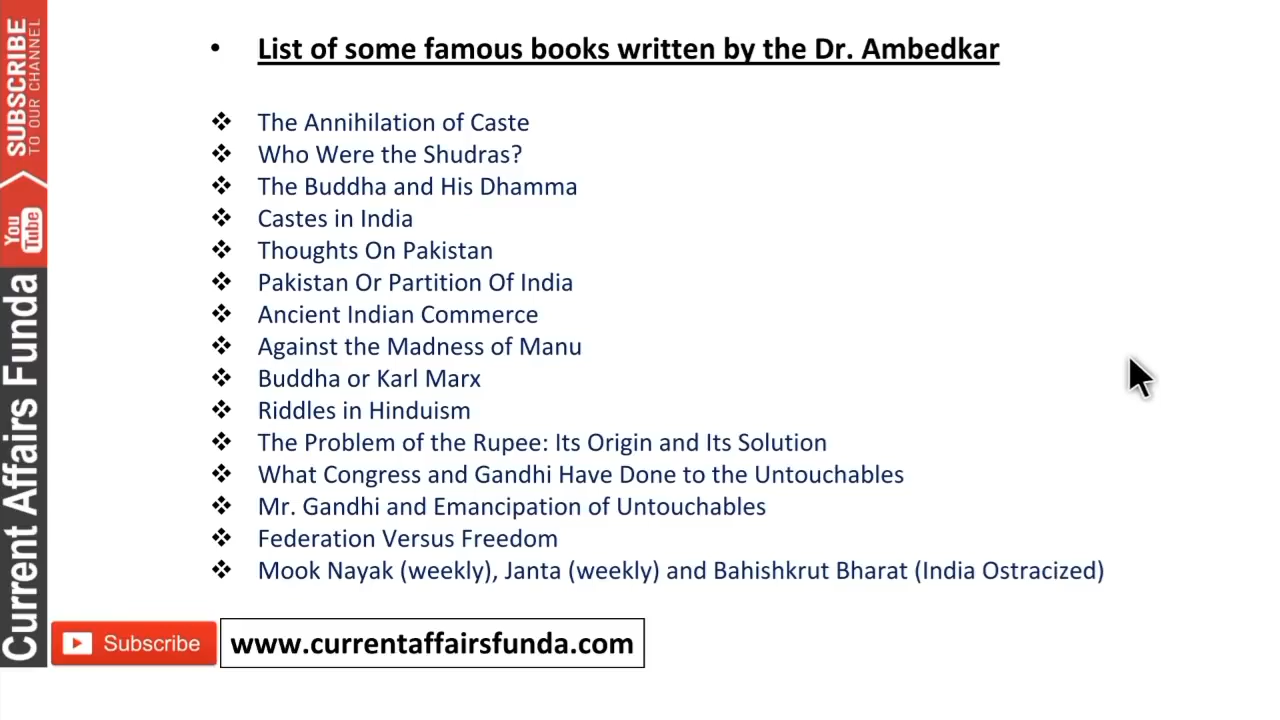 • List of some famous books written by the Dr. Ambedkar
❖ The Annihilation of Caste
❖ Who Were the Shudras?
❖ The Buddha and His Dhamma
❖ Castes in India
❖ Thoughts On Pakistan
❖ Pakistan Or Partition Of India
❖ Ancient Indian Commerce
❖ Against the Madness of Manu
❖ Buddha or Karl Marx
❖ Riddles in Hinduism
❖ The Problem of the Rupee: Its Origin and Its Solution
❖ What Congress and Gandhi Have Done to the Untouchables
❖ Mr. Gandhi and Emancipation of Untouchables
❖ Federation Versus Freedom
❖ Mook Nayak (weekly), Janta (weekly) and Bahishkrut Bharat (India Ostracized)
Subscribe
www.currentaffairsfunda.com
SUBSCRIBE
TO OUR CHANNEL
You
Tube
Current Affairs Funda